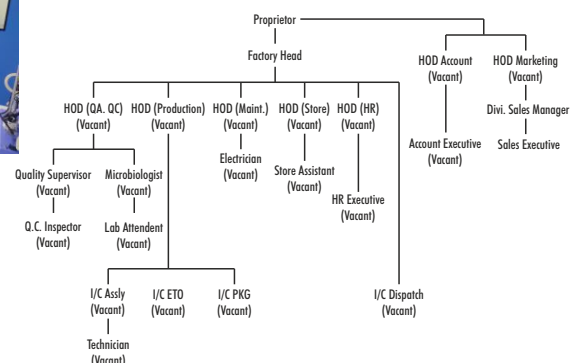 Proprietor
Factory Head
HOD Account
(Vacant)
HOD Marketing
(Vacant)
HOD (QA. QC)
(Vacant)
HOD (Production)
(Vacant)
HOD (Maint.)
(Vacant)
HOD (Store)
(Vacant)
HOD (HR)
(Vacant)
Divi. Sales Manager
Account Executive
(Vacant)
Sales Executive
Electrician
(Vacant)
Store Assistant
(Vacant)
Quality Supervisor
(Vacant)
Microbiologist
(Vacant)
HR Executive
(Vacant)
Q.C. Inspector
(Vacant)
Lab Attendent
(Vacant)
I/C Assly
(Vacant)
I/C ETO
(Vacant)
I/C PKG
(Vacant)
I/C Dispatch
(Vacant)
Technician
(Vacant)